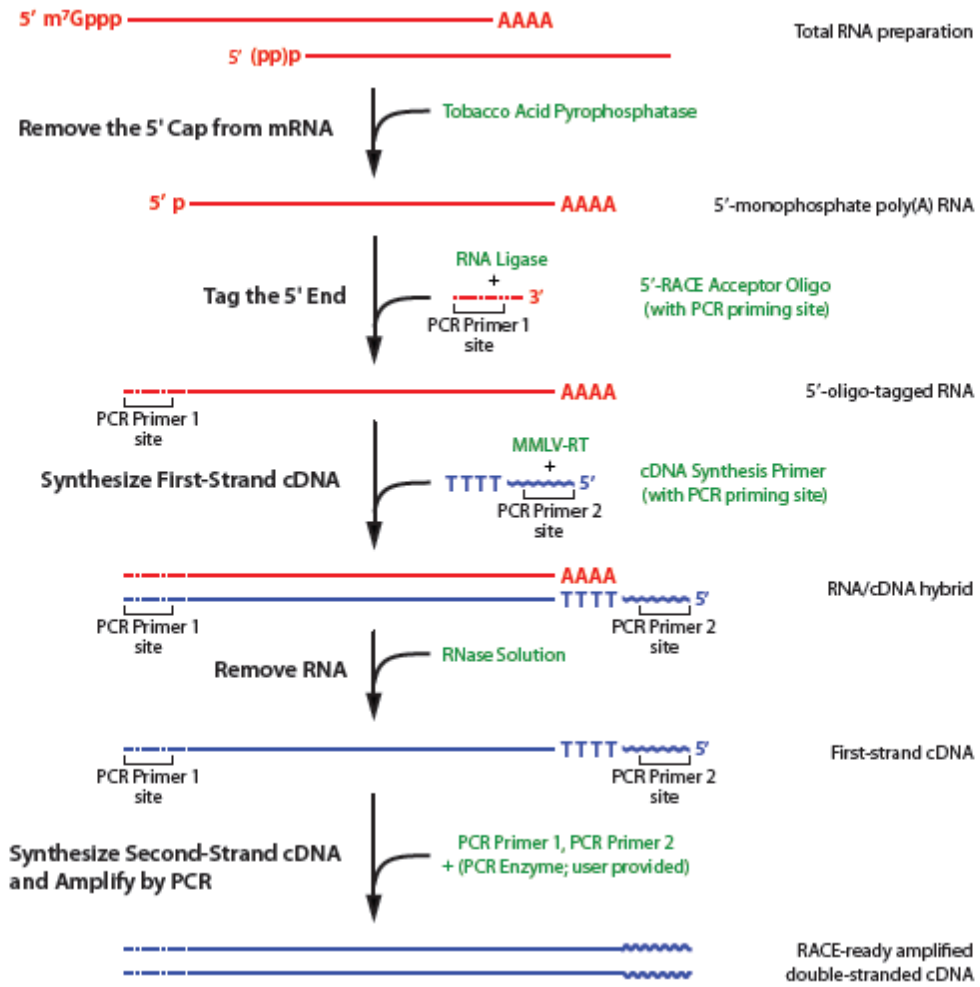 5′ m⁷Gppp AAAA
Total RNA preparation
5′ (pp)p
Remove the 5' Cap from mRNA
Tobacco Acid Pyrophosphatase
5′ p AAAA
5′-monophosphate poly(A) RNA
Tag the 5' End
RNA Ligase
+
3′
PCR Primer 1
site
5′-RACE Acceptor Oligo
(with PCR priming site)
AAAA
5′-oligo-tagged RNA
PCR Primer 1
site
Synthesize First-Strand cDNA
MMLV-RT
+
TTTT 5′
PCR Primer 2
site
cDNA Synthesis Primer
(with PCR priming site)
AAAA
TTTT 5′
RNA/cDNA hybrid
PCR Primer 1
site
PCR Primer 2
site
Remove RNA
RNase Solution
TTTT 5′
First-strand cDNA
PCR Primer 1
site
PCR Primer 2
site
Synthesize Second-Strand cDNA
and Amplify by PCR
PCR Primer 1, PCR Primer 2
+ (PCR Enzyme; user provided)
RACE-ready amplified
double-stranded cDNA